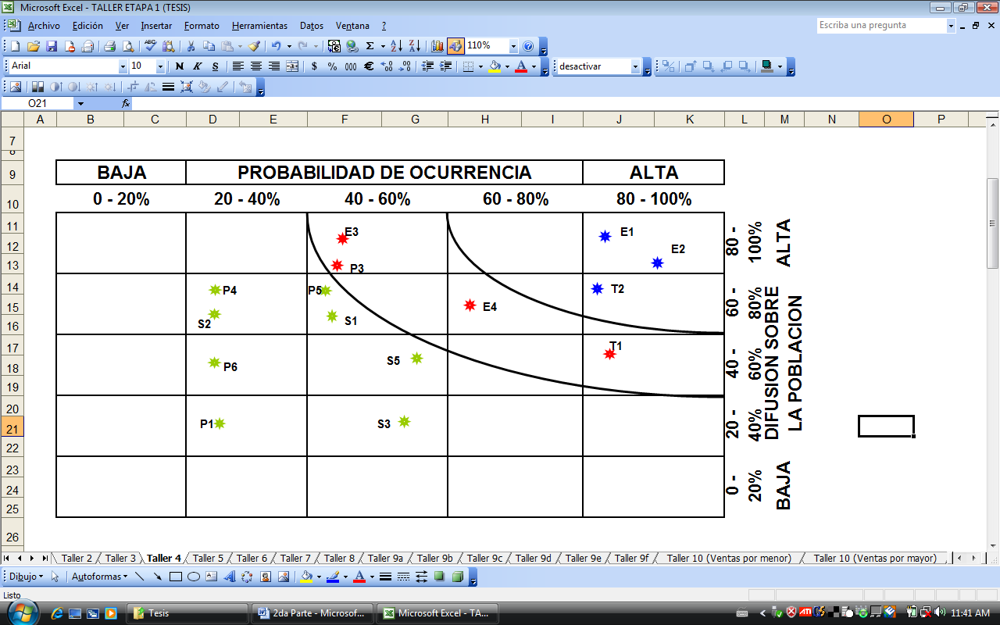 Microsoft Excel - TALLER ETAPA 1 (TESIS)
Archivo Edición Ver Insertar Formato Herramientas Datos Ventana ?
Escriba una pregunta
110%
Arial 10 N K S $ % 000 € desactivar
O21 fx
A B C D E F G H I J K L M N O P
7
8
9 BAJA PROBABILIDAD DE OCURRENCIA ALTA
10 0 - 20% 20 - 40% 40 - 60% 60 - 80% 80 - 100%
11 E3 E1
12 E2
13 P3
14 P4 P5 T2
15 E4
16 S2 S1
17 T1
18 P6 S5
19
20
21 P1 S3
22
23
24
25
26
80 - 100%
60 - 80%
40 - 60%
20 - 40%
0 - 20%
ALTA
DIFUSION SOBRE
LA POBLACION
BAJA
Taller 2 Taller 3 Taller 4 Taller 5 Taller 6 Taller 7 Taller 8 Taller 9a Taller 9b Taller 9c Taller 9d Taller 9e Taller 9f Taller 10 (Ventas por menor) Taller 10 (Ventas por mayor)
Dibujo Autoformas
Listo
Tesis 2da Parte - Microsof... Microsoft Excel - TA... ATI 11:41 AM